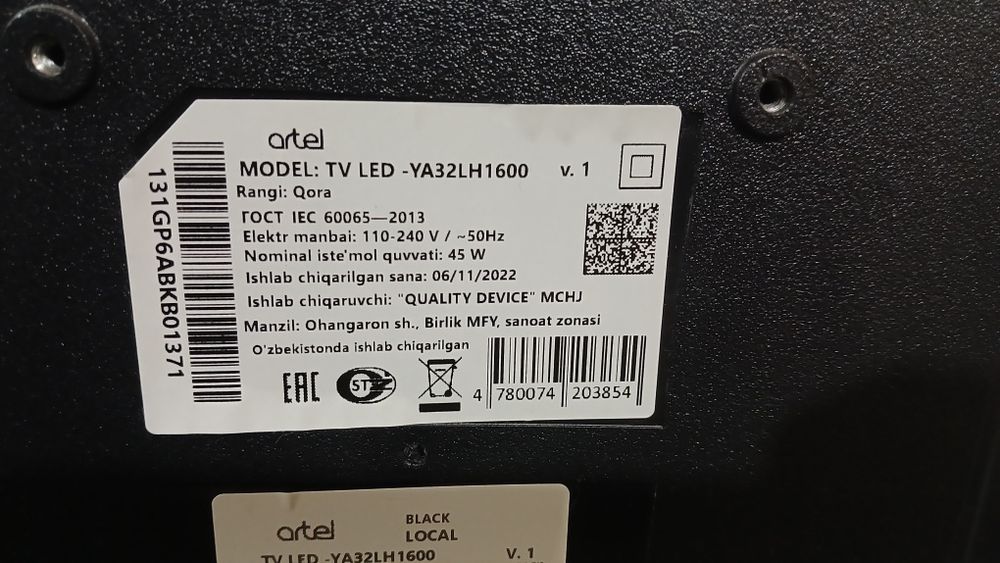 artel
MODEL: TV LED -YA32LH1600 v. 1
Rangi: Qora
ГОСТ IEC 60065—2013
Elektr manbai: 110-240 V / ~50Hz
Nominal iste'mol quvvati: 45 W
Ishlab chiqarilgan sana: 06/11/2022
Ishlab chiqaruvchi: "QUALITY DEVICE" MCHJ
Manzil: Ohangaron sh., Birlik MFY, sanoat zonasi
O'zbekistonda ishlab chiqarilgan
EAC
4 780074 203854
131GP6ABKB01371
artel
BLACK
LOCAL
TV LED -YA32LH1600 V. 1